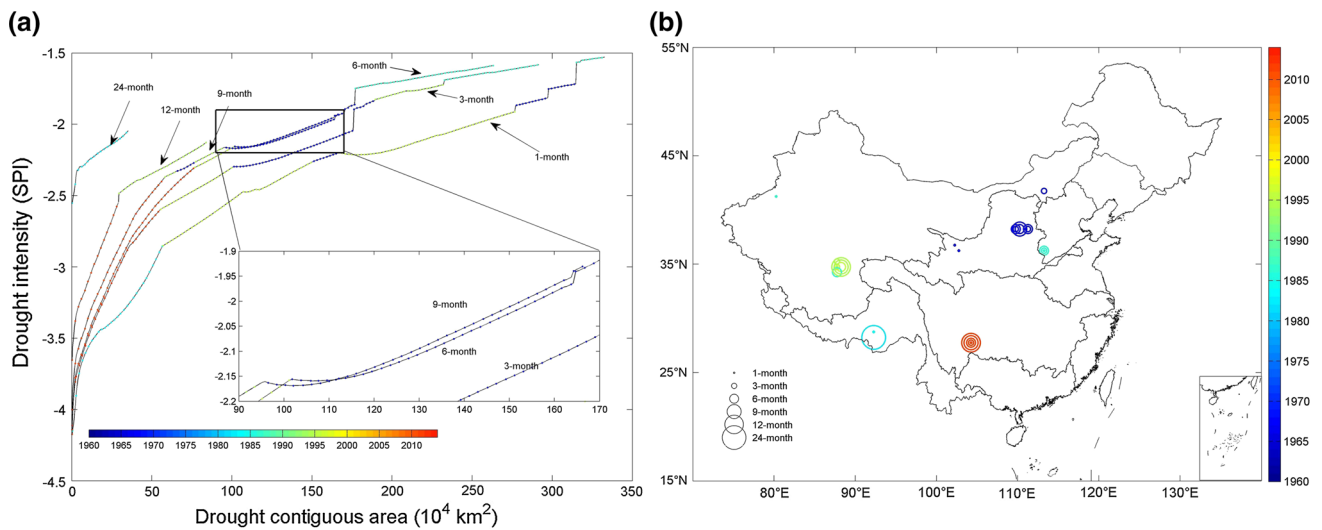 (a)
(b)
-1.5
-2
-2.5
-3
-3.5
-4
-4.5
Drought intensity (SPI)
24-month
12-month
9-month
6-month
3-month
1-month
-1.9
-1.95
-2
-2.05
-2.1
-2.15
-2.2
9-month
6-month
3-month
90 100 110 120 130 140 150 160 170
1960 1965 1970 1975 1980 1985 1990 1995 2000 2005 2010
0 50 100 150 200 250 300 350
Drought contiguous area (10⁴ km²)
55°N
45°N
35°N
25°N
15°N
1-month
3-month
6-month
9-month
12-month
24-month
80°E 90°E 100°E 110°E 120°E 130°E
2010
2005
2000
1995
1990
1985
1980
1975
1970
1965
1960